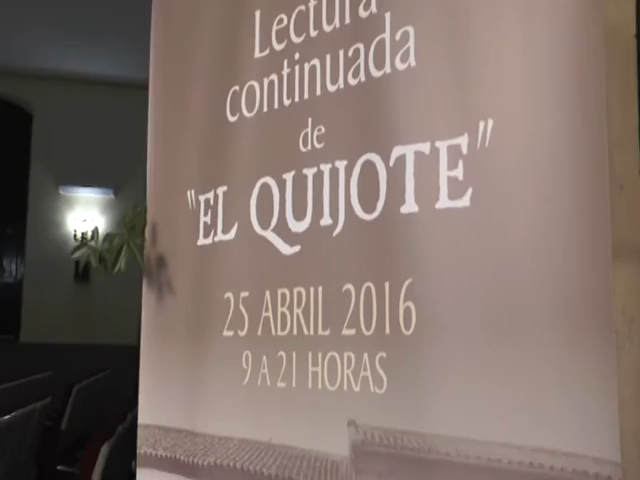 Lectura
continuada
de
"EL QUIJOTE"
25 ABRIL 2016
9 A 21 HORAS